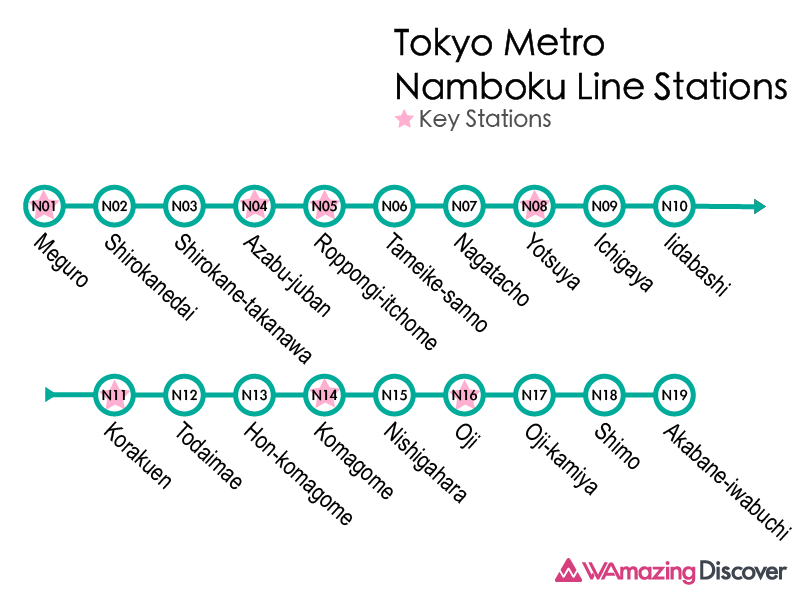 Tokyo Metro
Namboku Line Stations
Key Stations
N01 N02 N03 N04 N05 N06 N07 N08 N09 N10
Meguro
Shirokanedai
Shirokane-takanawa
Azabu-juban
Roppongi-itchome
Tameike-sanno
Nagatacho
Yotsuya
Ichigaya
Iidabashi
N11 N12 N13 N14 N15 N16 N17 N18 N19
Korakuen
Todaimae
Hon-komagome
Komagome
Nishigahara
Oji
Oji-kamiya
Shimo
Akabane-iwabuchi
WAmazing Discover